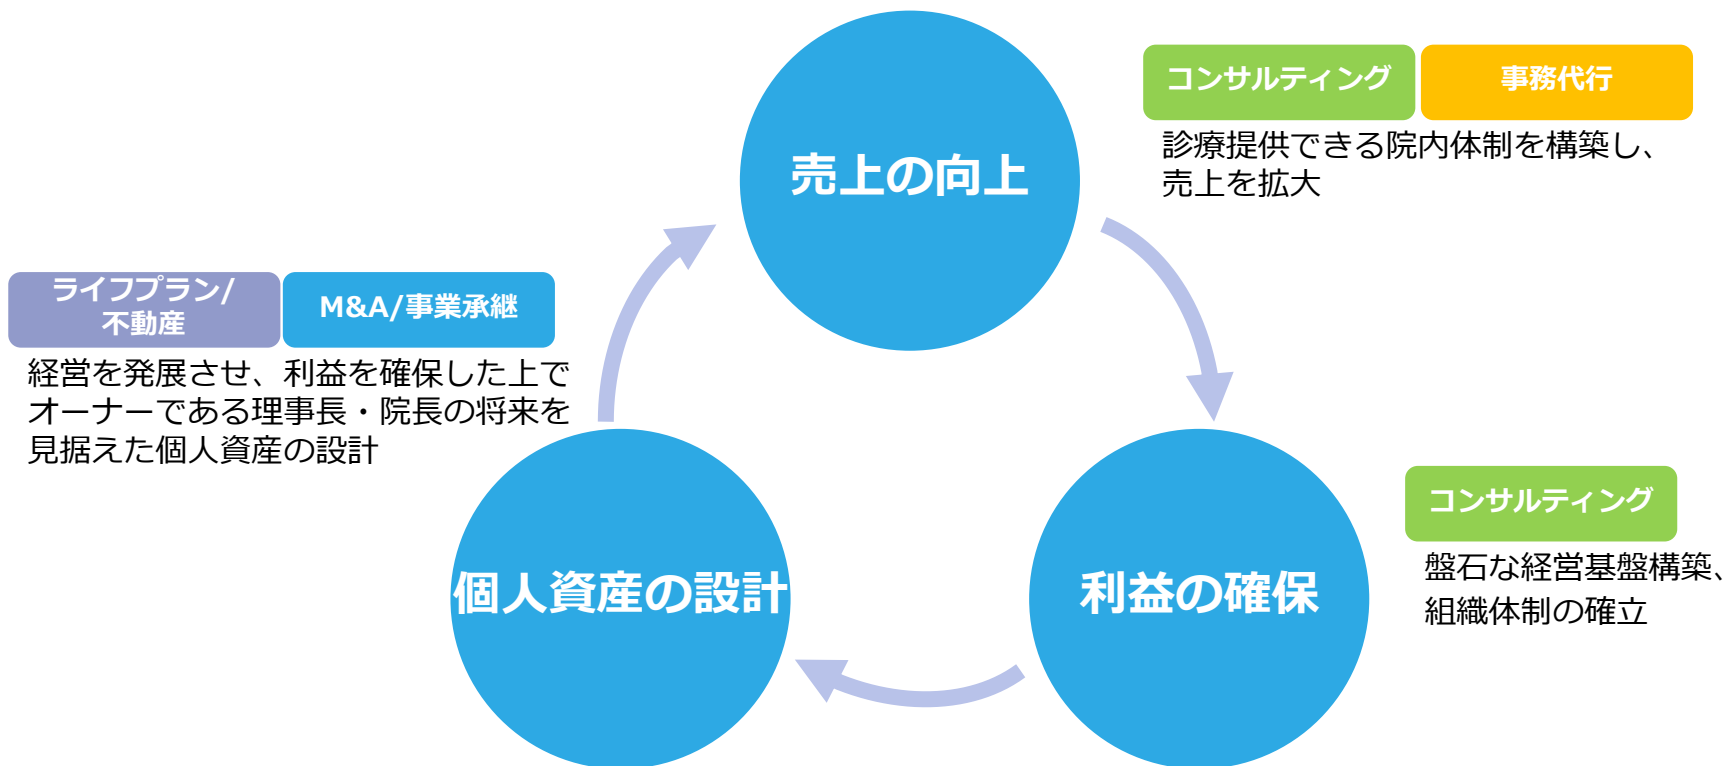 売上の向上
コンサルティング
事務代行
診療提供できる院内体制を構築し、
売上を拡大
ライフプラン/
不動産
M&A/事業承継
経営を発展させ、利益を確保した上で
オーナーである理事長・院長の将来を
見据えた個人資産の設計
個人資産の設計
利益の確保
コンサルティング
盤石な経営基盤構築、
組織体制の確立